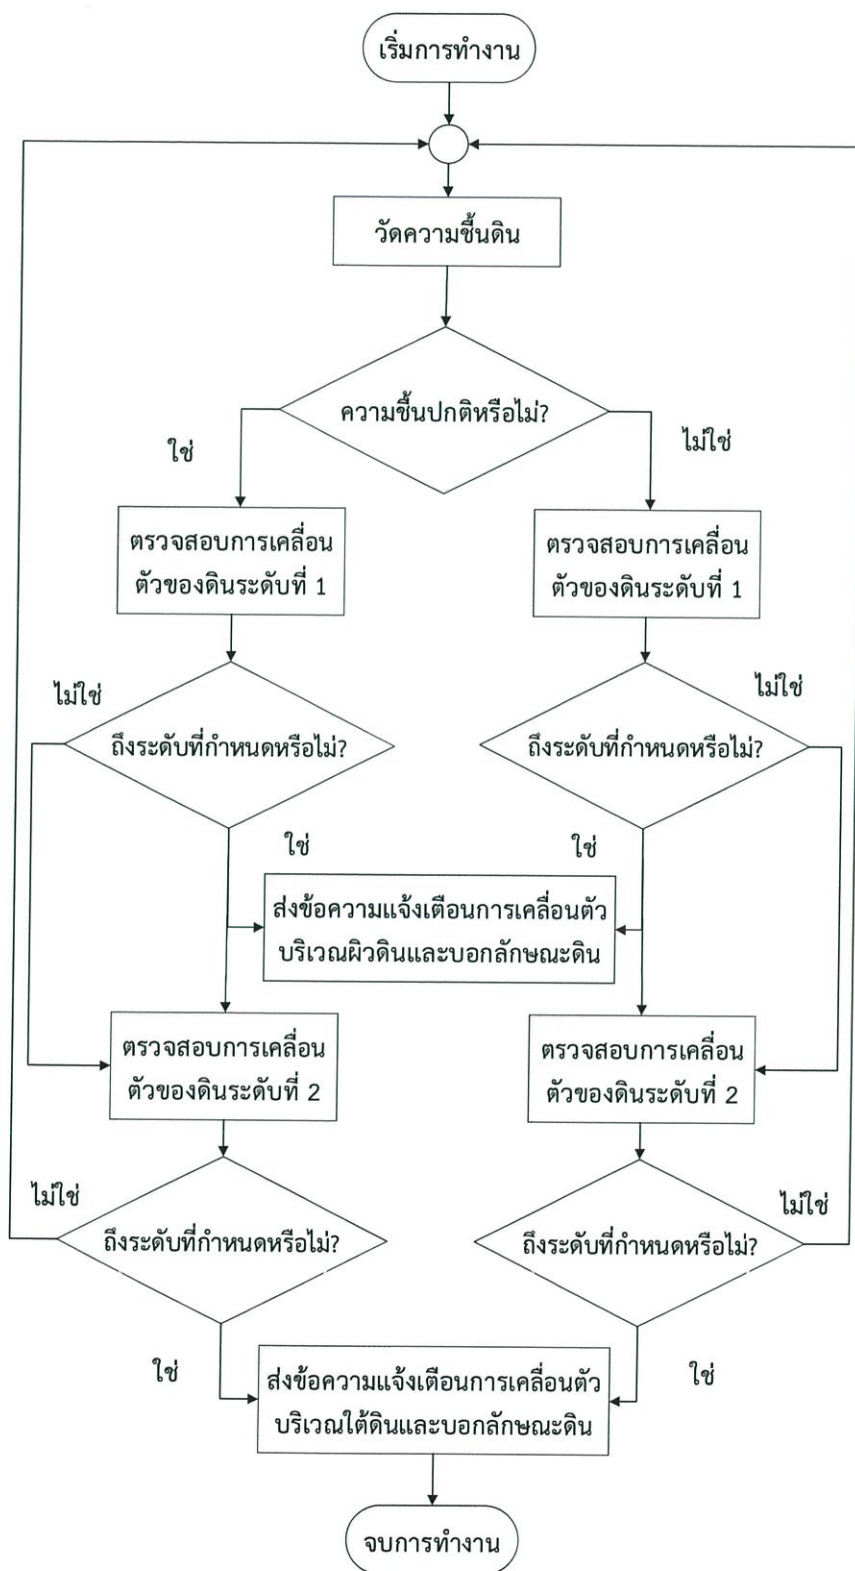 เริ่มการทำงาน
วัดความชื้นดิน
ความชื้นปกติหรือไม่?
ใช่
ไม่ใช่
ตรวจสอบการเคลื่อน
ตัวของดินระดับที่ 1
ตรวจสอบการเคลื่อน
ตัวของดินระดับที่ 1
ไม่ใช่
ไม่ใช่
ถึงระดับที่กำหนดหรือไม่?
ถึงระดับที่กำหนดหรือไม่?
ใช่
ใช่
ส่งข้อความแจ้งเตือนการเคลื่อนตัว
บริเวณผิวดินและบอกลักษณะดิน
ตรวจสอบการเคลื่อน
ตัวของดินระดับที่ 2
ตรวจสอบการเคลื่อน
ตัวของดินระดับที่ 2
ไม่ใช่
ไม่ใช่
ถึงระดับที่กำหนดหรือไม่?
ถึงระดับที่กำหนดหรือไม่?
ใช่
ใช่
ส่งข้อความแจ้งเตือนการเคลื่อนตัว
บริเวณใต้ดินและบอกลักษณะดิน
จบการทำงาน